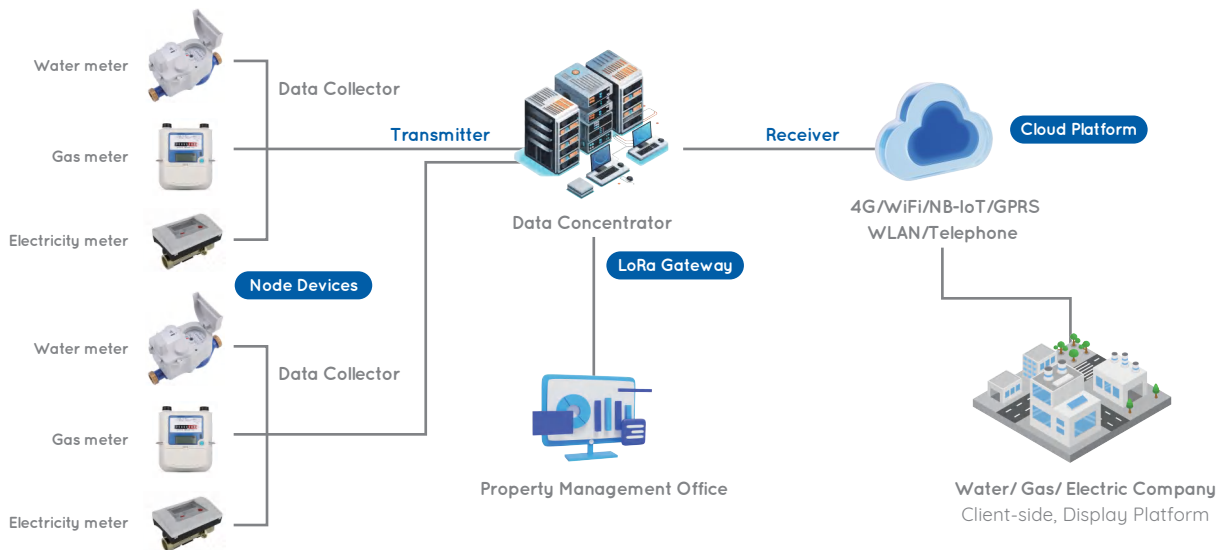 Water meter
Data Collector
Gas meter
Electricity meter
Node Devices
Water meter
Data Collector
Gas meter
Electricity meter
Transmitter
Data Concentrator
LoRa Gateway
Property Management Office
Receiver
Cloud Platform
4G/WiFi/NB-IoT/GPRS
WLAN/Telephone
Water/ Gas/ Electric Company
Client-side, Display Platform